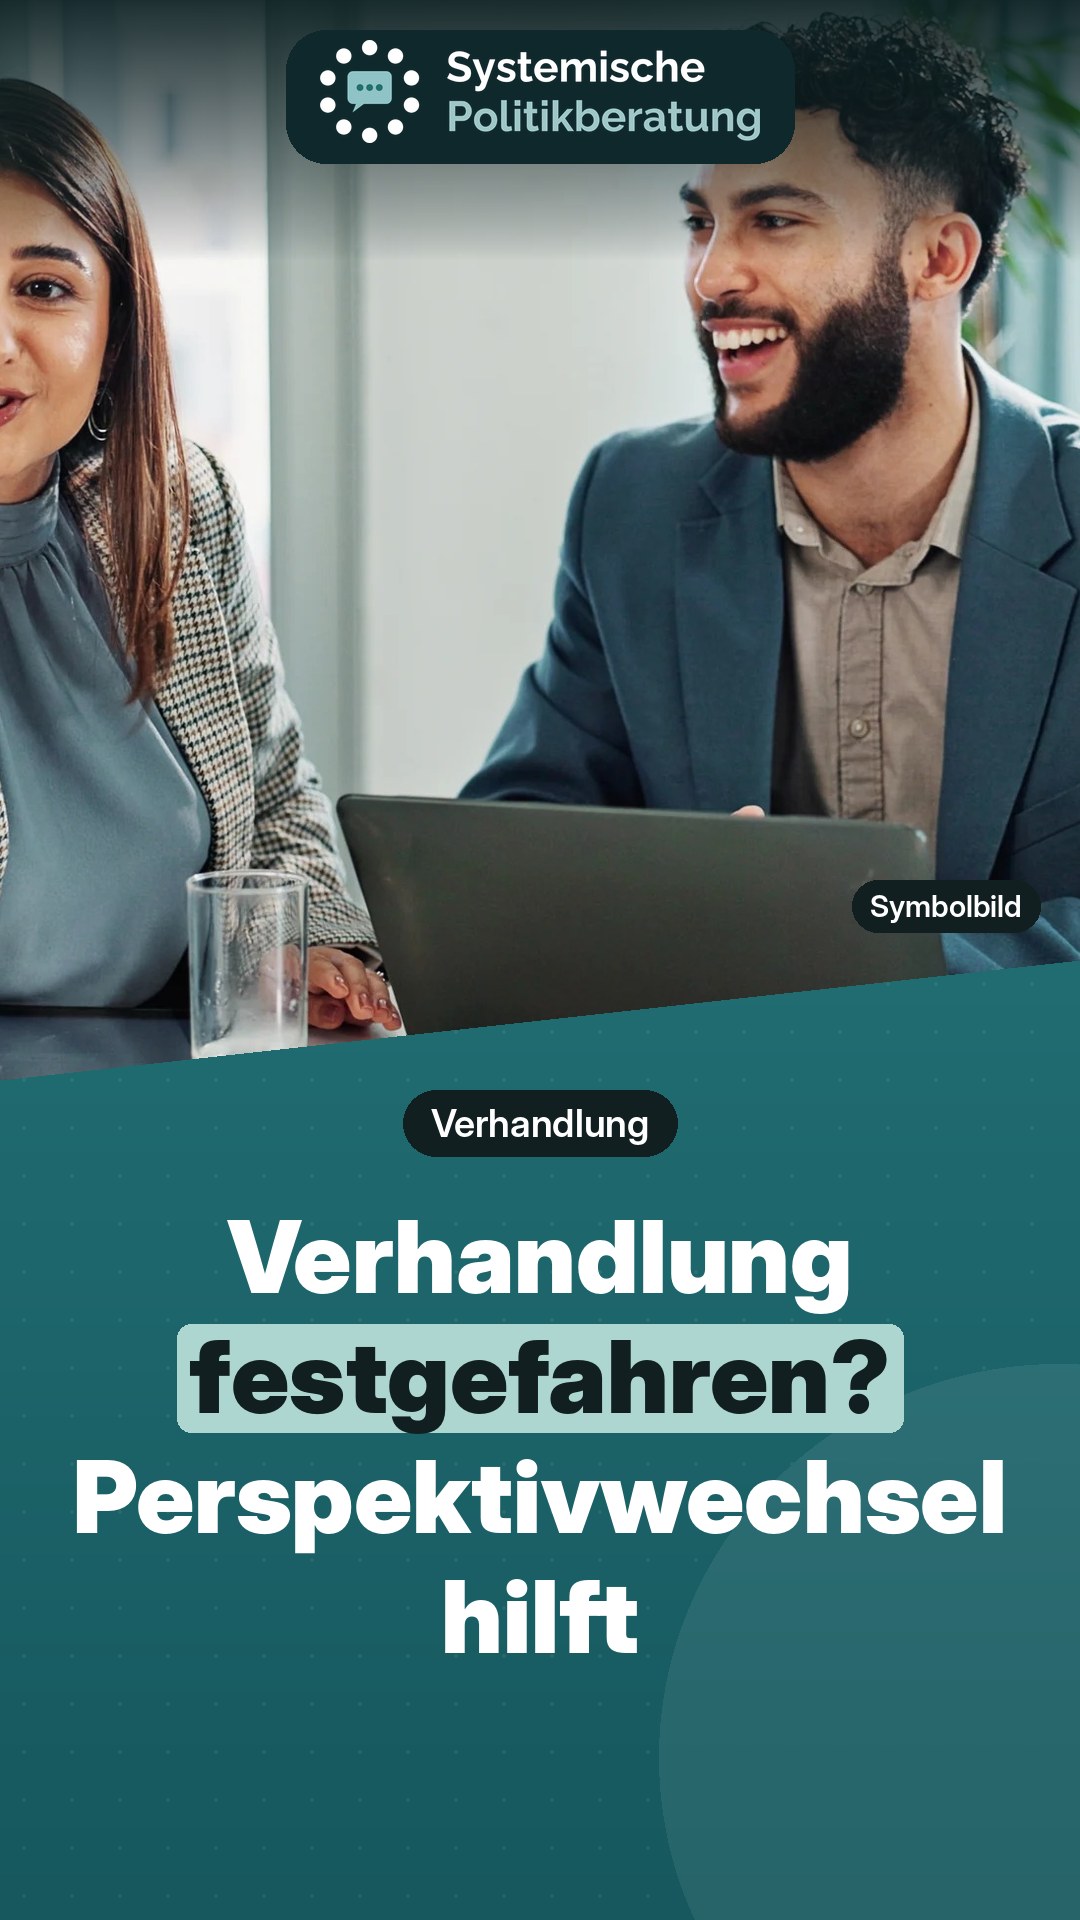 Systemische
Politikberatung
Symbolbild
Verhandlung
Verhandlung
festgefahren?
Perspektivwechsel
hilft